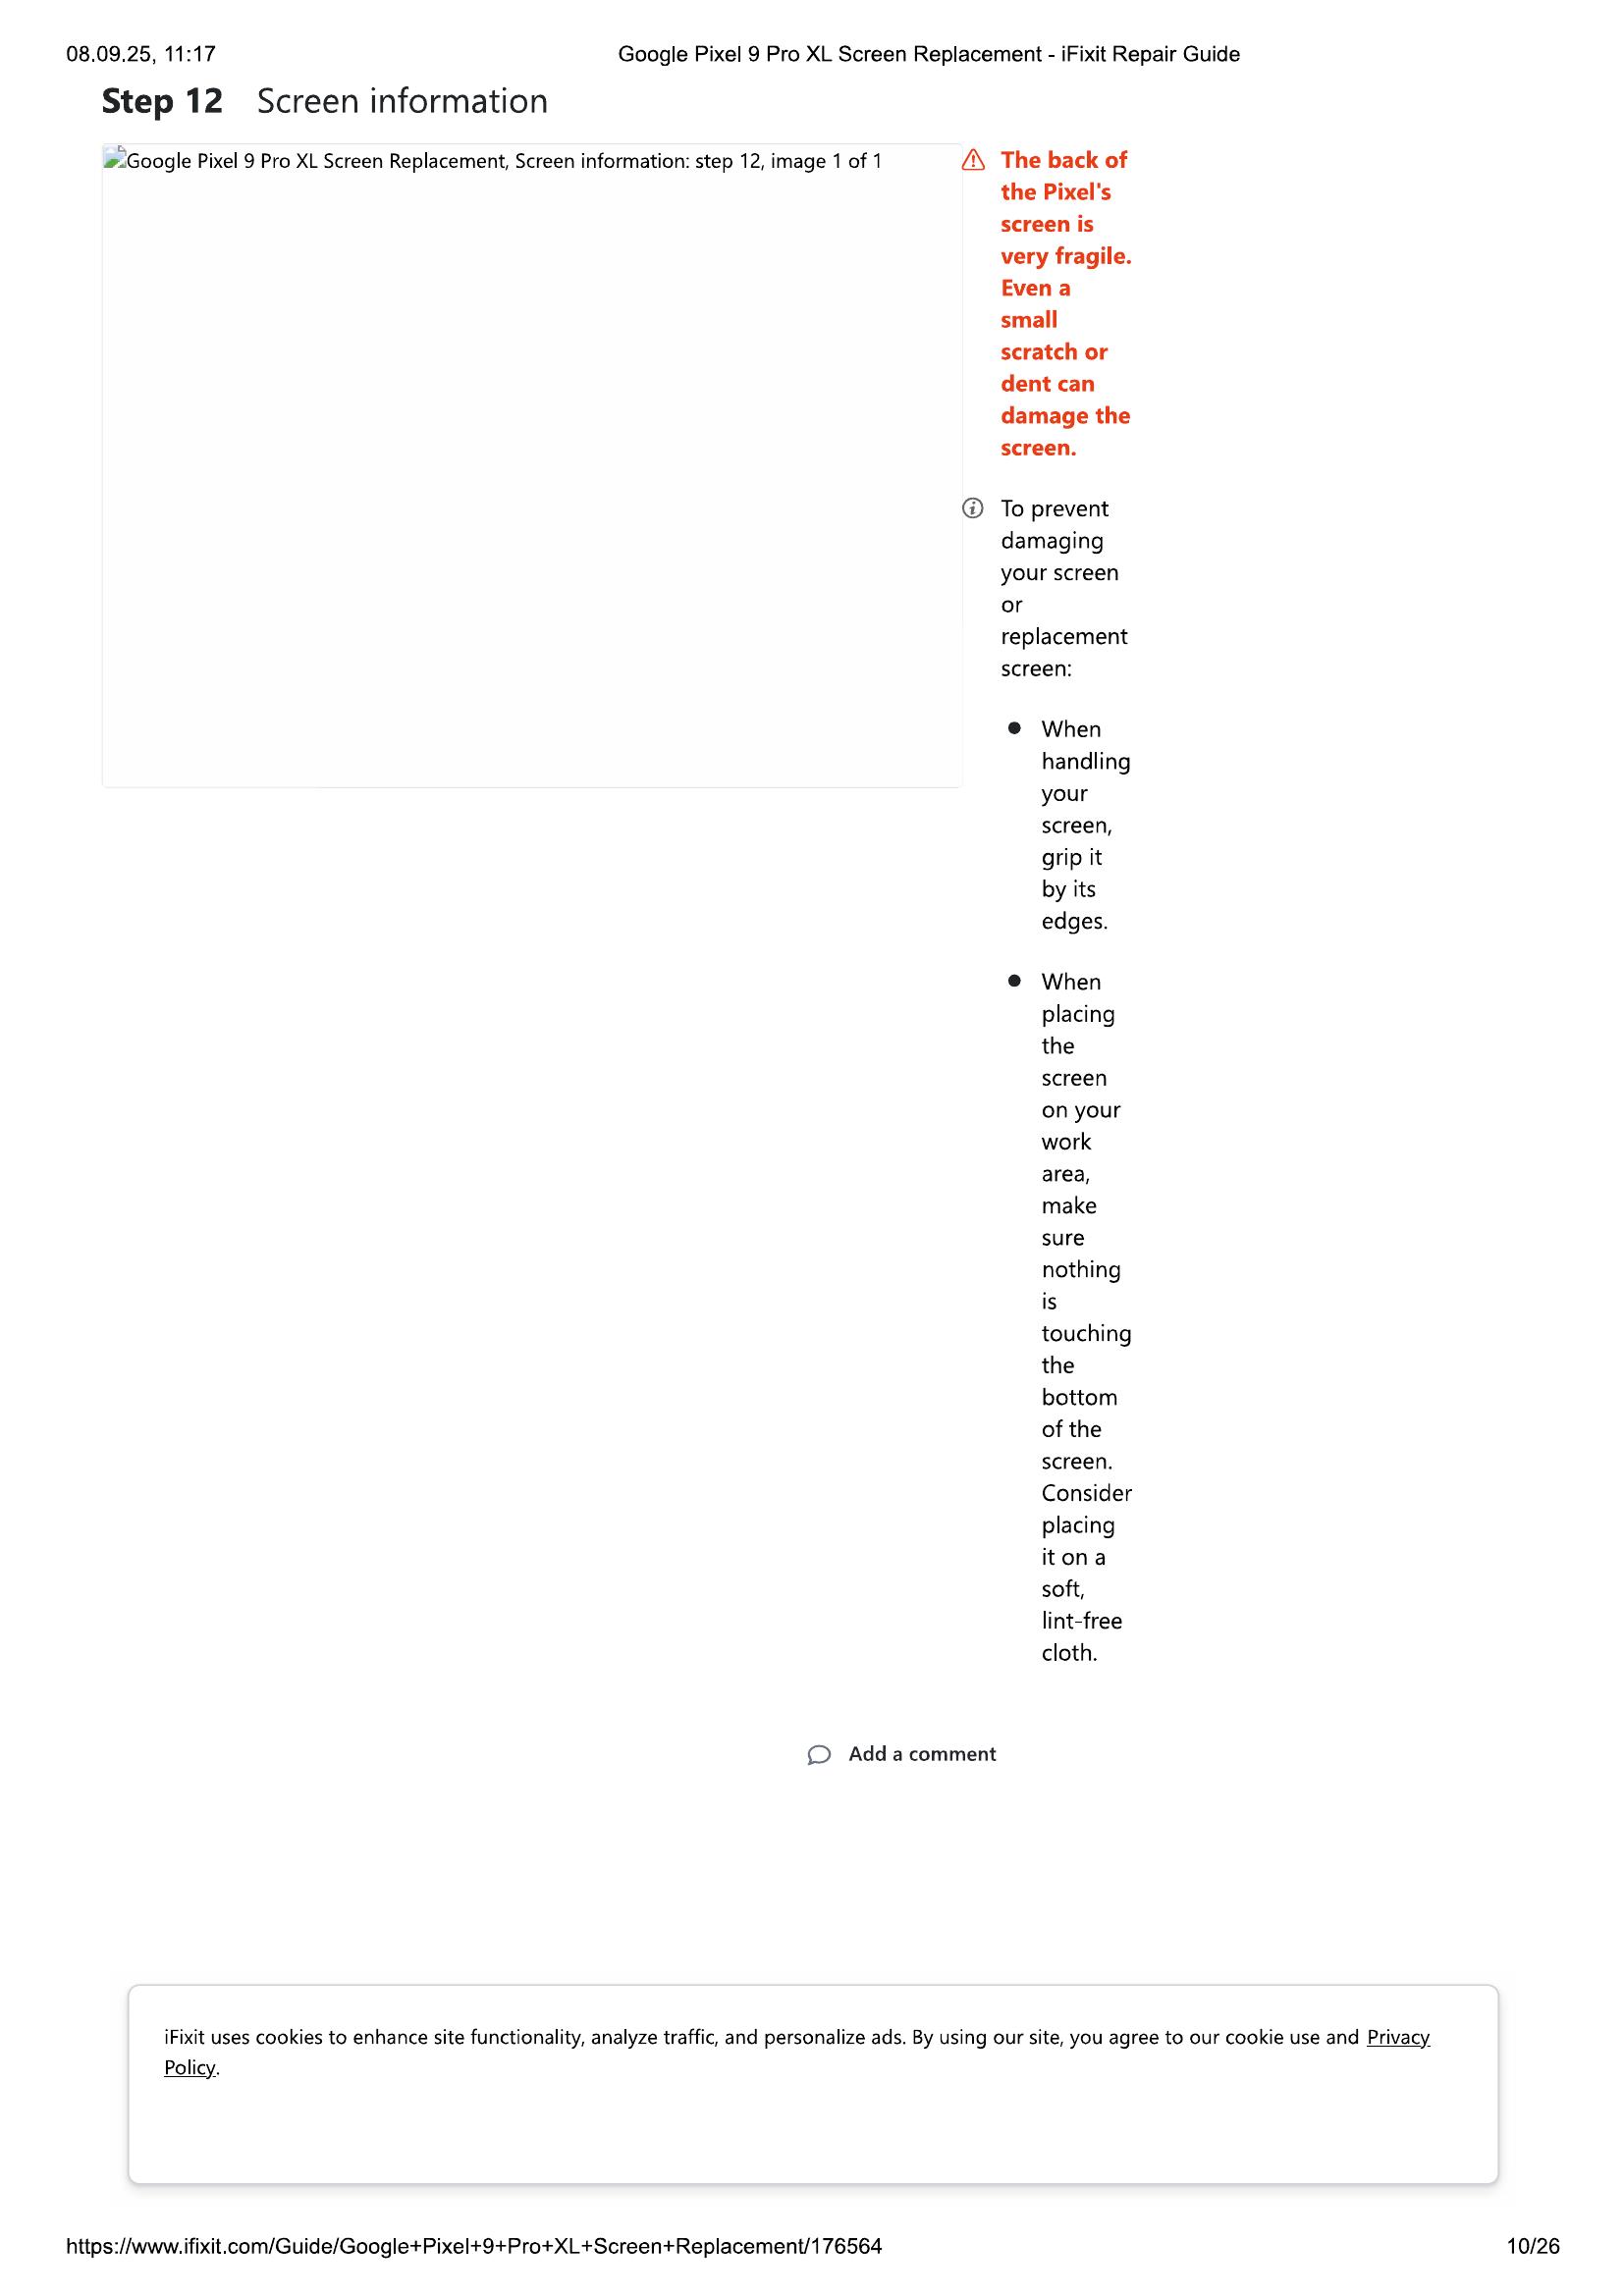 08.09.25, 11:17
Google Pixel 9 Pro XL Screen Replacement - iFixit Repair Guide
Step 12 Screen information
Google Pixel 9 Pro XL Screen Replacement, Screen information: step 12, image 1 of 1
The back of
the Pixel's
screen is
very fragile.
Even a
small
scratch or
dent can
damage the
screen.
To prevent
damaging
your screen
or
replacement
screen:
When
handling
your
screen,
grip it
by its
edges.
When
placing
the
screen
on your
work
area,
make
sure
nothing
is
touching
the
bottom
of the
screen.
Consider
placing
it on a
soft,
lint-free
cloth.
Add a comment
iFixit uses cookies to enhance site functionality, analyze traffic, and personalize ads. By using our site, you agree to our cookie use and Privacy
Policy.
https://www.ifixit.com/Guide/Google+Pixel+9+Pro+XL+Screen+Replacement/176564
10/26